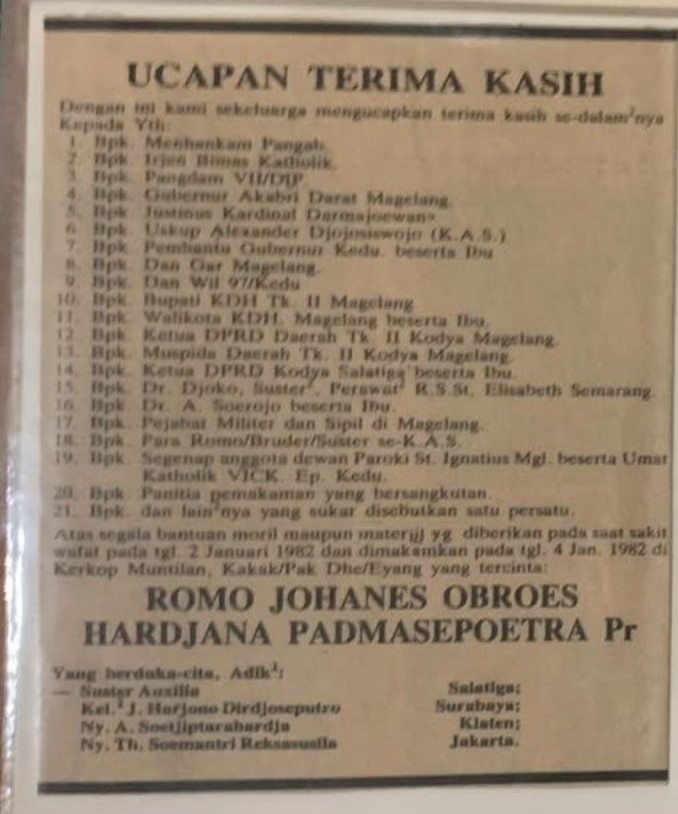 UCAPAN TERIMA KASIH
Dengan ini kami sekeluarga mengucapkan terima kasih se-dalam²nya
Kepada Yth:
1. Bpk. Menhankam Pangab.
2. Bpk. Irjen Bimas Katholik.
3. Bpk. Pangdam VII/DIP
4. Bpk. Gubernur Akabri Darat Magelang.
5. Bpk. Justinus Kardinal Darmajoewana
6. Bpk. Uskup Alexander Djojosiswojo (K.A.S.)
7. Bpk. Pembantu Gubernur Kedu. beserta Ibu
8. Bpk. Dan Gar Magelang.
9. Bpk. Dan Wil 97/Kedu
10. Bpk. Bupati KDH Tk. II Magelang
11. Bpk. Walikota KDH. Magelang beserta Ibu.
12. Bpk. Ketua DPRD Daerah Tk. II Kodya Magelang.
13. Bpk. Muspida Daerah Tk. II Kodya Magelang.
14. Bpk. Ketua DPRD Kodya Salatiga beserta Ibu.
15. Bpk. Dr. Djoko, Suster², Perawat² R.S.St. Elisabeth Semarang.
16. Bpk. Dr. A. Soerojo beserta Ibu.
17. Bpk. Pejabat Militer dan Sipil di Magelang.
18. Bpk. Para Romo/Bruder/Suster se-K.A.S.
19. Bpk. Segenap anggota dewan Paroki St. Ignatius Mgl. beserta Umat
Katholik VICK. Ep. Kedu.
20. Bpk. Panitia pemakaman yang bersangkutan.
21. Bpk. dan lain²nya yang sukar disebutkan satu persatu.
Atas segala bantuan moril maupun materiil yg diberikan pada saat sakit
wafat pada tgl. 2 Januari 1982 dan dimakamkan pada tgl. 4 Jan. 1982 di
Kerkop Muntilan, Kakak/Pak Dhe/Eyang yang tercinta:
ROMO JOHANES OBROES
HARDJANA PADMASEPOETRA Pr
Yang berduka-cita, Adik²:
— Suster Auxilia Salatiga;
Kel.² J. Harjono Dirdjoseputro Surabaya;
Ny. A. Soetjiptarahardja Klaten;
Ny. Th. Soemantri Reksasusila Jakarta.